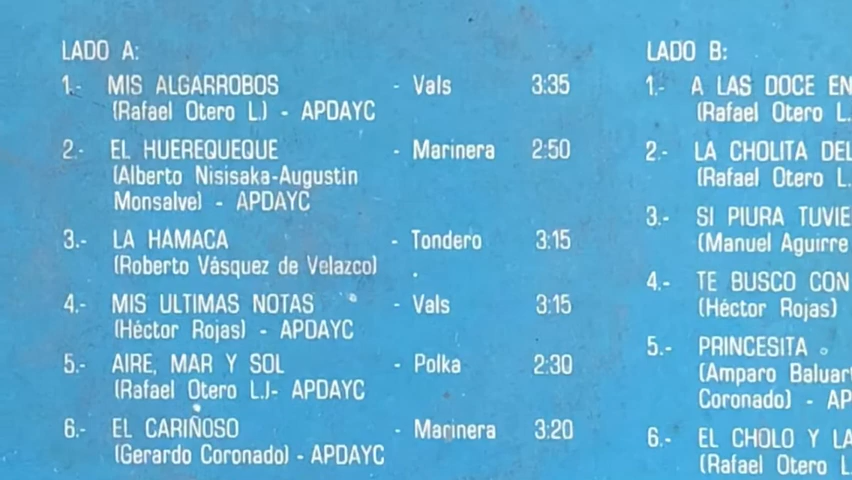 LADO A:
1.- MIS ALGARROBOS - Vals 3:35
(Rafael Otero L.) - APDAYC
2.- EL HUEREQUEQUE - Marinera 2:50
(Alberto Nisisaka-Augustin
Monsalve) - APDAYC
3.- LA HAMACA - Tondero 3:15
(Roberto Vásquez de Velazco)
4.- MIS ULTIMAS NOTAS - Vals 3:15
(Héctor Rojas) - APDAYC
5.- AIRE, MAR Y SOL - Polka 2:30
(Rafael Otero L.)- APDAYC
6.- EL CARIÑOSO - Marinera 3:20
(Gerardo Coronado) - APDAYC
LADO B:
1.- A LAS DOCE EN
(Rafael Otero L.
2.- LA CHOLITA DEL
(Rafael Otero L.
3.- SI PIURA TUVIE
(Manuel Aguirre
4.- TE BUSCO CON
(Héctor Rojas)
5.- PRINCESITA
(Amparo Baluar
Coronado) - AP
6.- EL CHOLO Y LA
(Rafael Otero L.